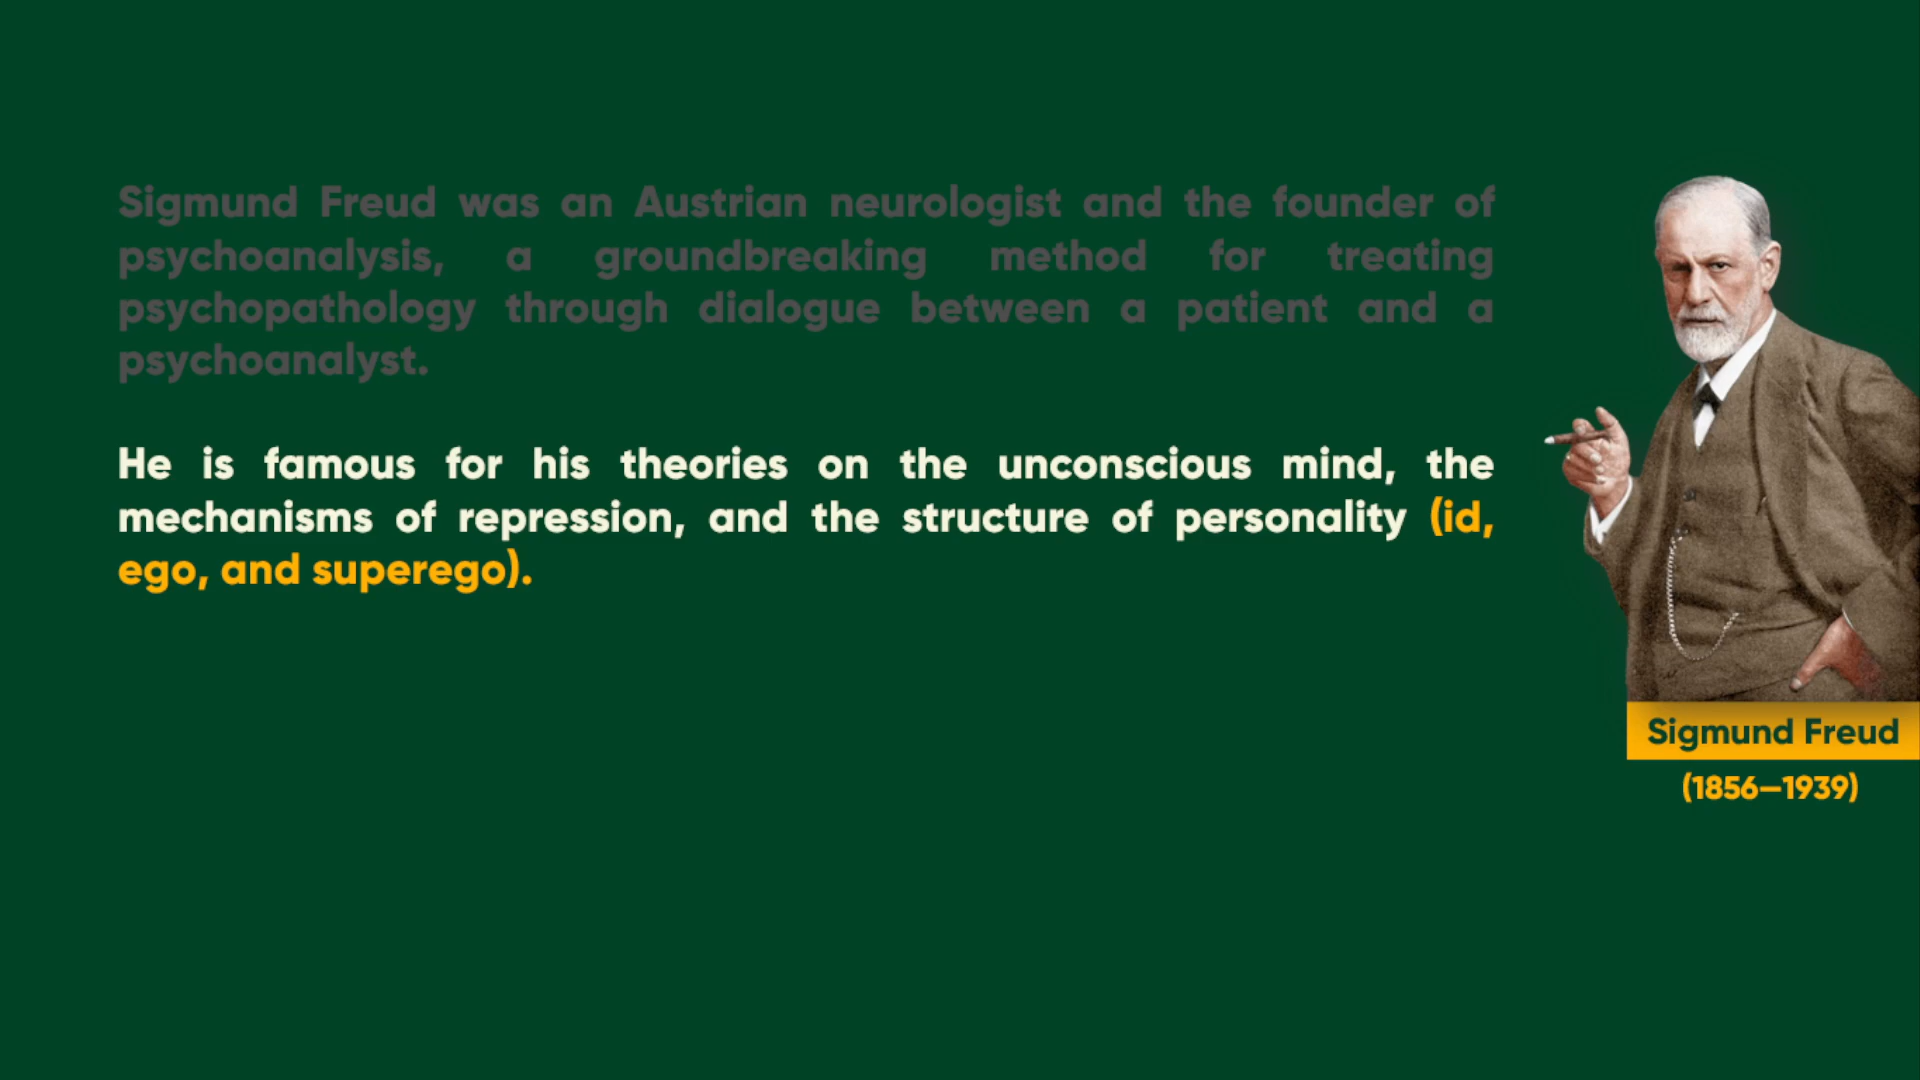 Sigmund Freud was an Austrian neurologist and the founder of
psychoanalysis, a groundbreaking method for treating
psychopathology through dialogue between a patient and a
psychoanalyst.
He is famous for his theories on the unconscious mind, the
mechanisms of repression, and the structure of personality (id,
ego, and superego).
Sigmund Freud
(1856—1939)